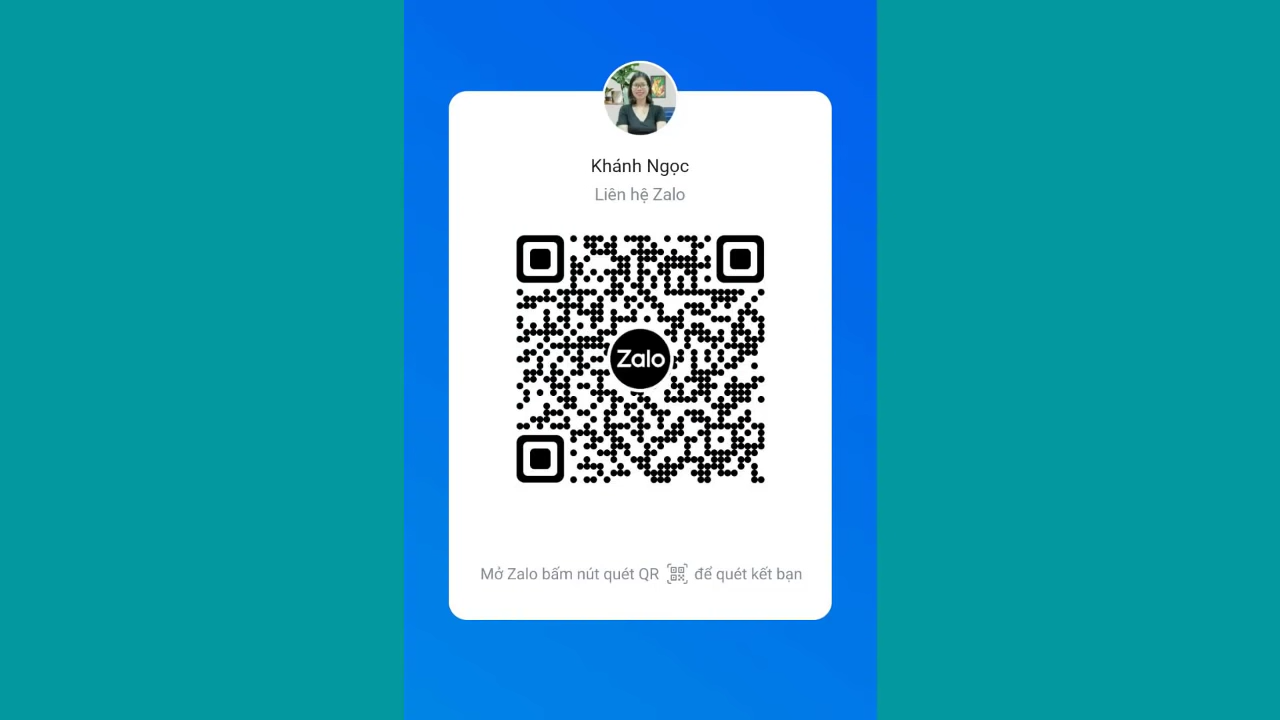 Khánh Ngọc
Liên hệ Zalo
Zalo
Mở Zalo bấm nút quét QR để quét kết bạn